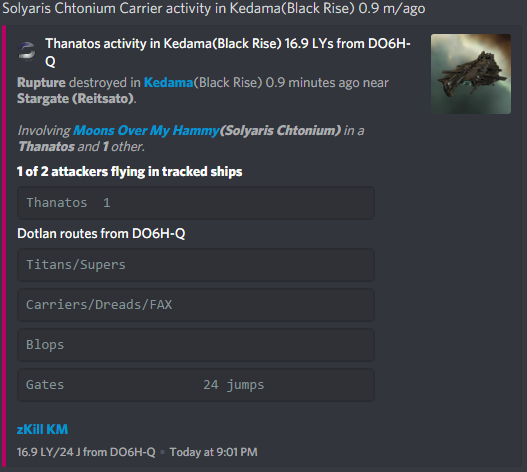 Solyaris Chtonium Carrier activity in Kedama(Black Rise) 0.9 m/ago
Thanatos activity in Kedama(Black Rise) 16.9 LYs from DO6H-
Q
Rupture destroyed in Kedama(Black Rise) 0.9 minutes ago near
Stargate (Reitsato).
Involving Moons Over My Hammy(Solyaris Chtonium) in a
Thanatos and 1 other.
1 of 2 attackers flying in tracked ships
Thanatos 1
Dotlan routes from DO6H-Q
Titans/Supers
Carriers/Dreads/FAX
Blops
Gates 24 jumps
zKill KM
16.9 LY/24 J from DO6H-Q • Today at 9:01 PM